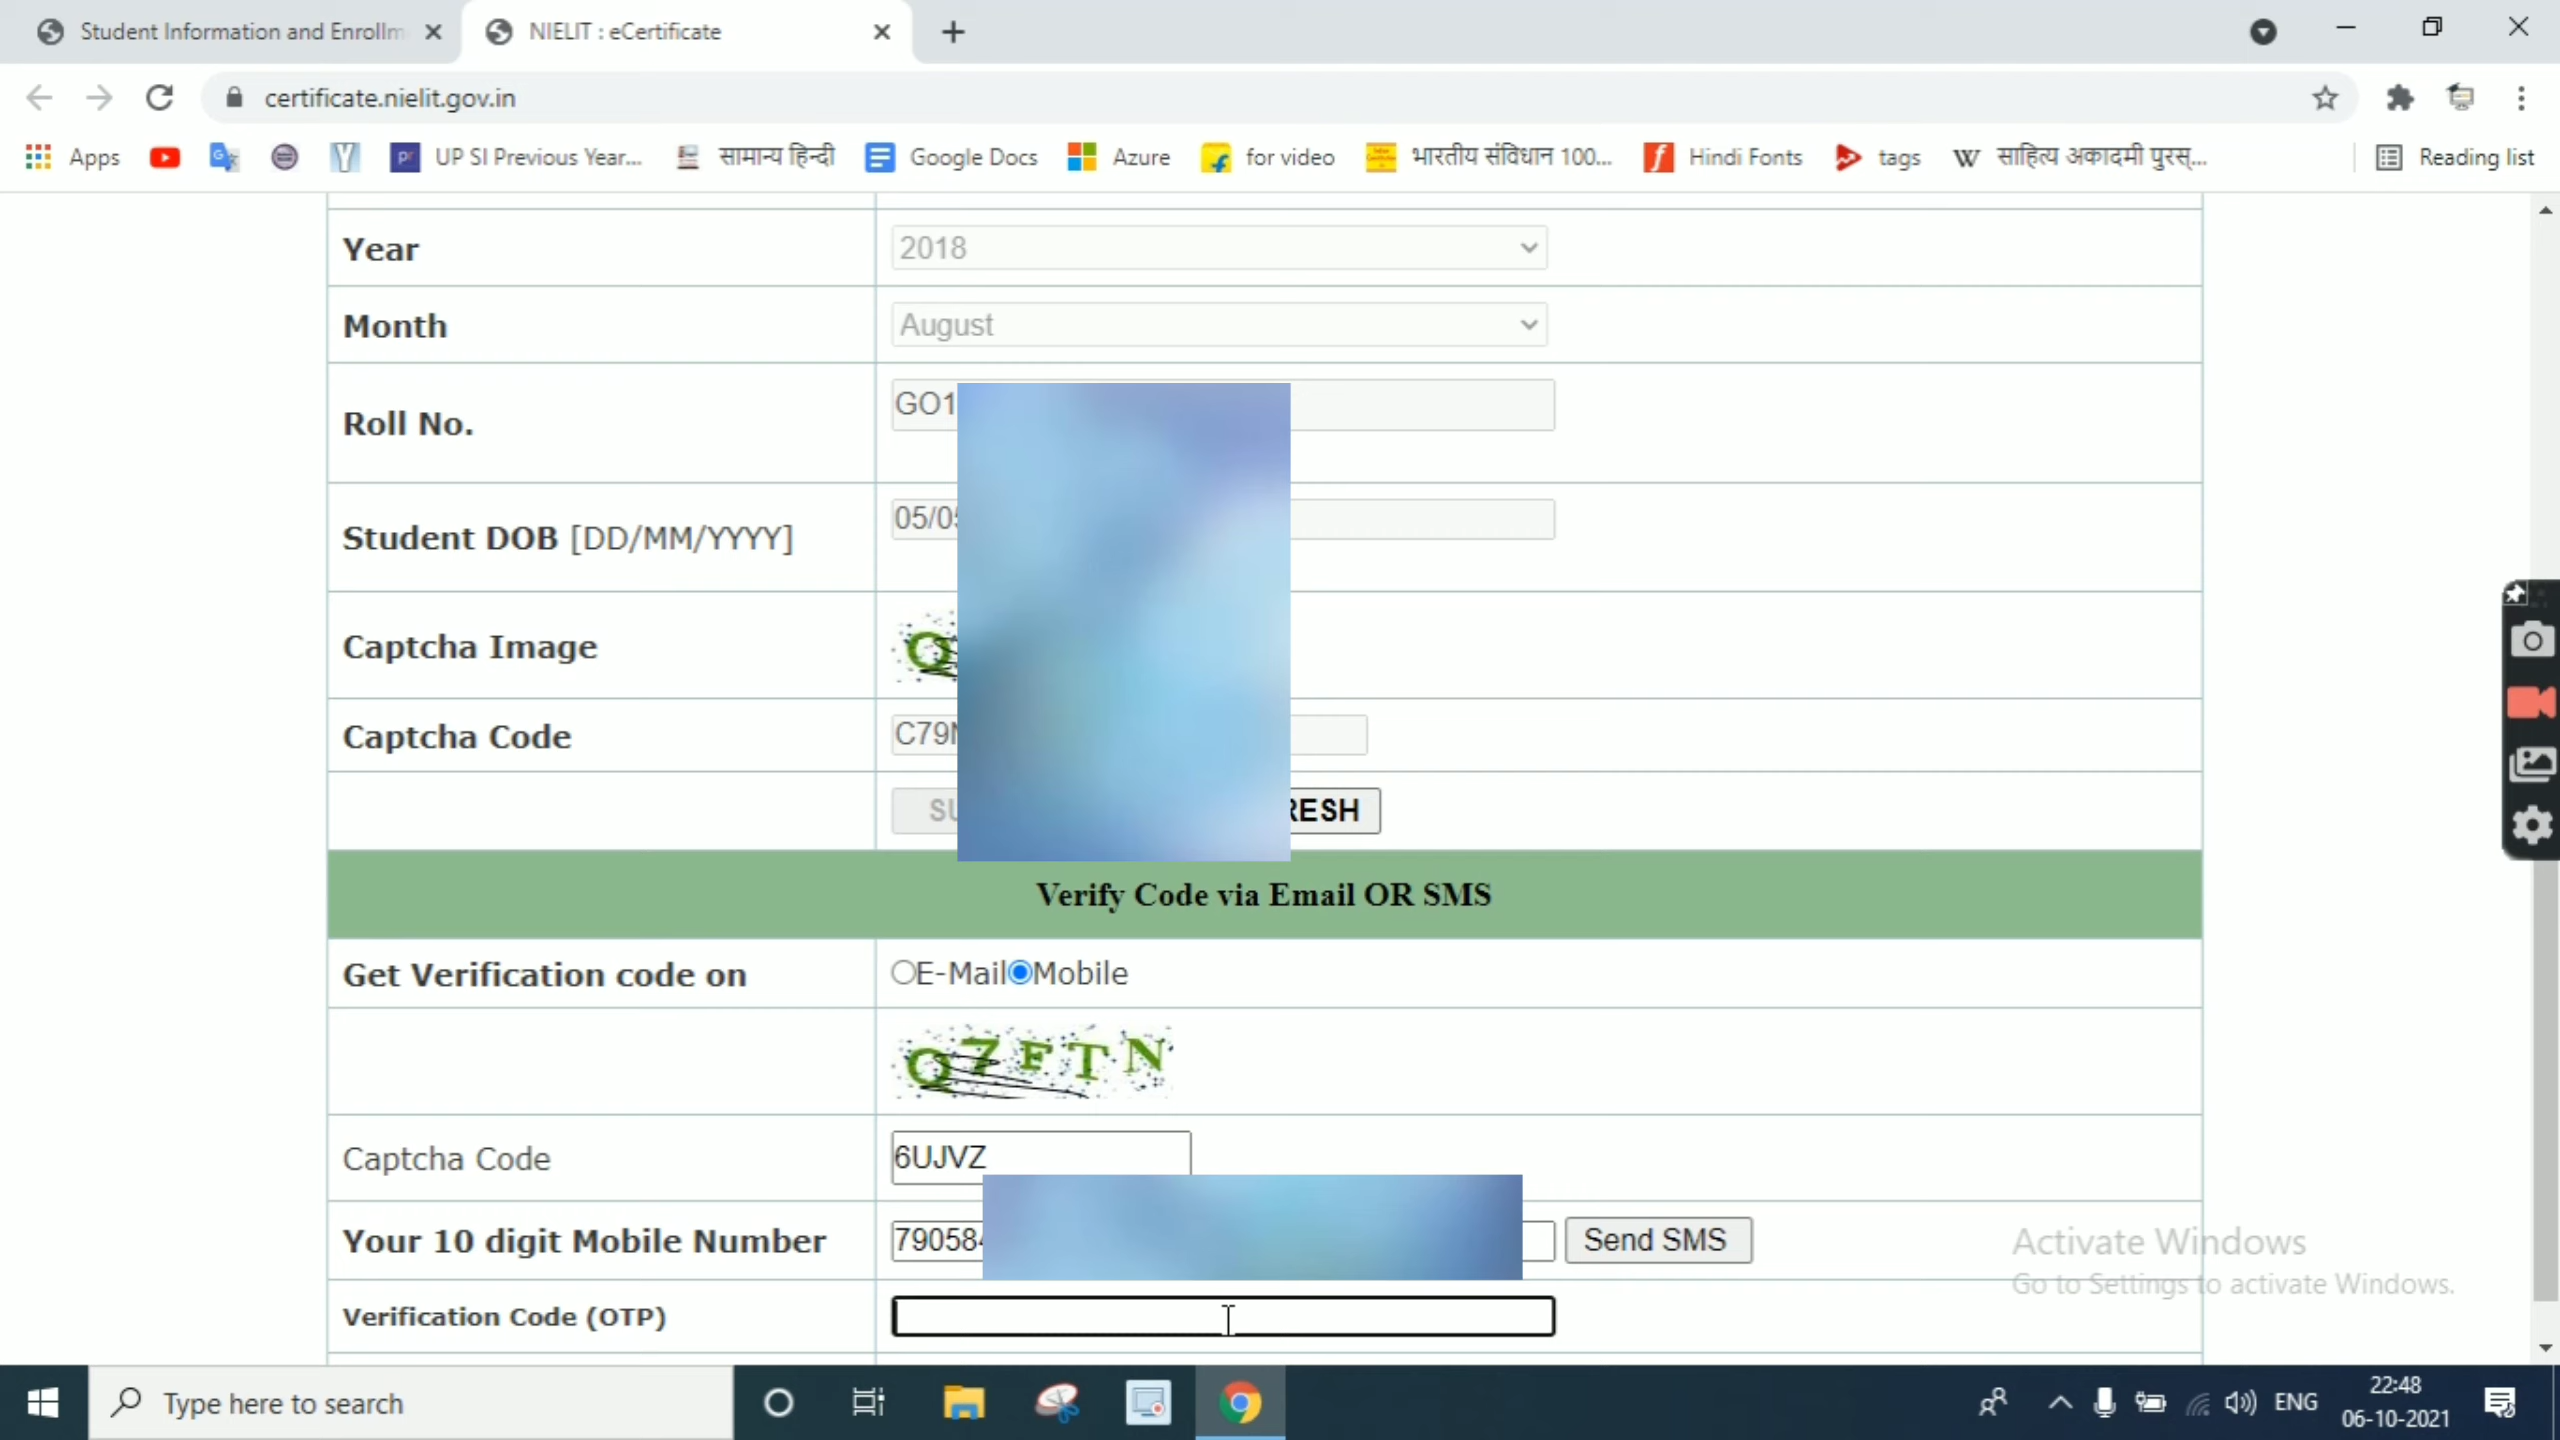 Student Information and Enrollm
NIELIT : eCertificate
certificate.nielit.gov.in
Apps
UP SI Previous Year...
सामान्य हिन्दी
Google Docs
Azure
for video
भारतीय संविधान 100...
Hindi Fonts
tags
साहित्य अकादमी पुरस्...
Reading list
Year
2018
Month
August
Roll No.
GO1
Student DOB [DD/MM/YYYY]
05/05
Captcha Image
Captcha Code
C79
SU
RESH
Verify Code via Email OR SMS
Get Verification code on
E-Mail
Mobile
Captcha Code
6UJVZ
Your 10 digit Mobile Number
79058
Send SMS
Verification Code (OTP)
Activate Windows
Go to Settings to activate Windows.
Type here to search
ENG
22:48
06-10-2021